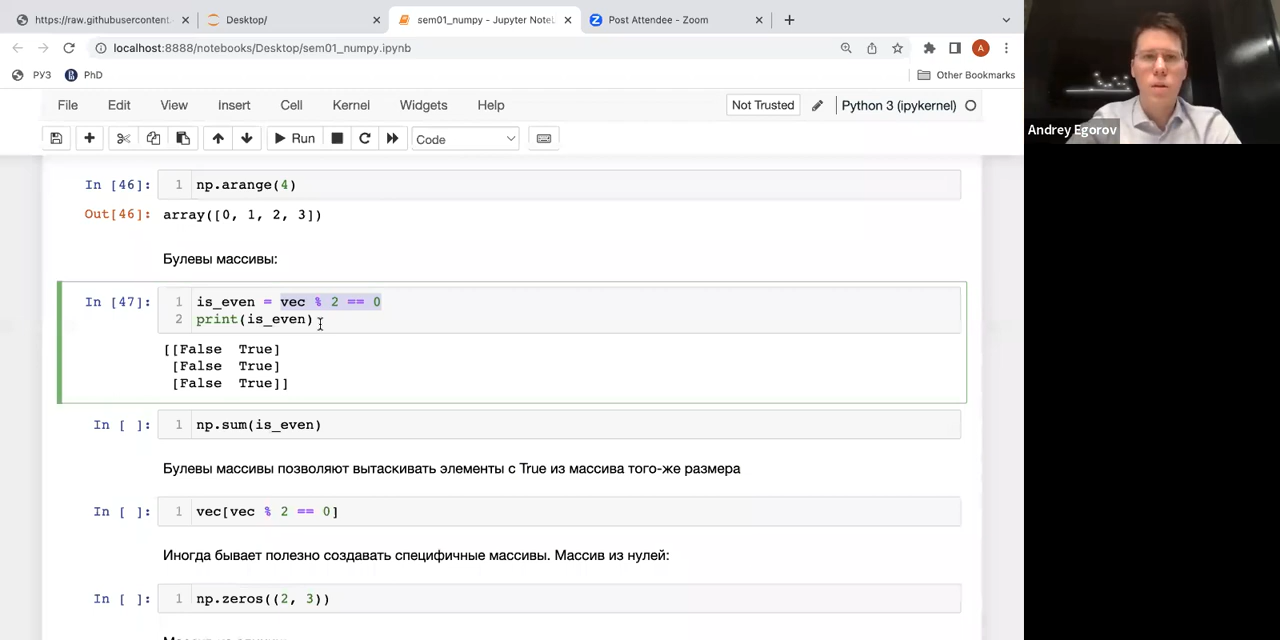 https://raw.githubusercontent.
Desktop/
sem01_numpy - Jupyter Note
Post Attendee - Zoom
localhost:8888/notebooks/Desktop/sem01_numpy.ipynb
A
РУЗ
PhD
Other Bookmarks
File Edit View Insert Cell Kernel Widgets Help
Not Trusted
Python 3 (ipykernel)
Run
Code
In [46]: 1 np.arange(4)
Out[46]: array([0, 1, 2, 3])
Булевы массивы:
In [47]: 1 is_even = vec % 2 == 0
2 print(is_even)
[[False True]
[False True]
[False True]]
In [ ]: 1 np.sum(is_even)
Булевы массивы позволяют вытаскивать элементы с True из массива того-же размера
In [ ]: 1 vec[vec % 2 == 0]
Иногда бывает полезно создавать специфичные массивы. Массив из нулей:
In [ ]: 1 np.zeros((2, 3))
Andrey Egorov